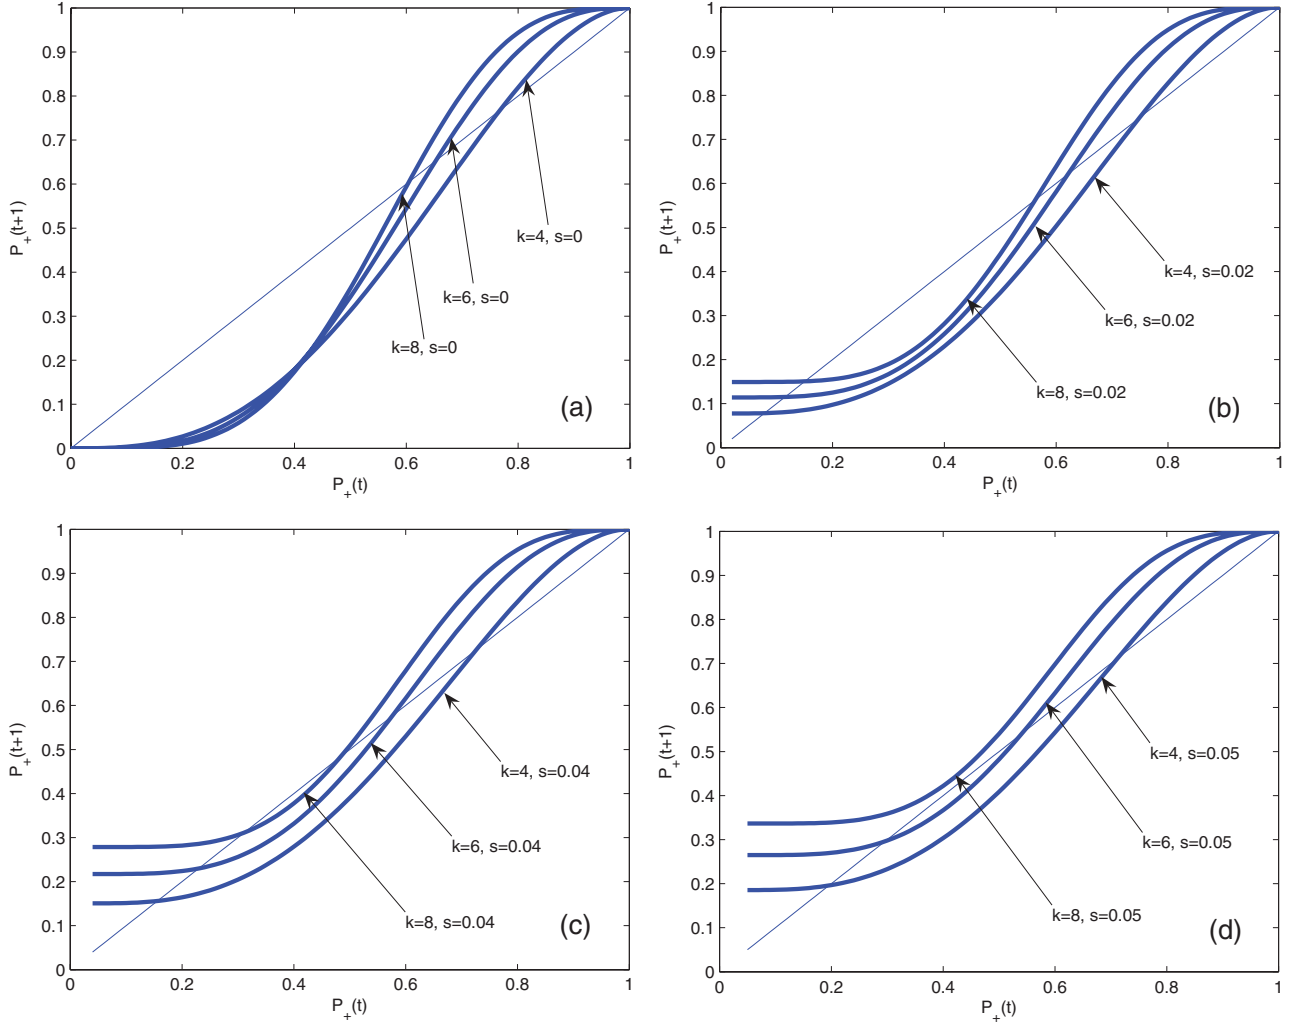 1
0.9
0.8
0.7
0.6
0.5
0.4
0.3
0.2
0.1
0
P+(t+1)
k=4, s=0
k=6, s=0
k=8, s=0
(a)
0 0.2 0.4 0.6 0.8 1
P+(t)
1
0.9
0.8
0.7
0.6
0.5
0.4
0.3
0.2
0.1
0
P+(t+1)
k=4, s=0.02
k=6, s=0.02
k=8, s=0.02
(b)
0 0.2 0.4 0.6 0.8 1
P+(t)
1
0.9
0.8
0.7
0.6
0.5
0.4
0.3
0.2
0.1
0
P+(t+1)
k=4, s=0.04
k=6, s=0.04
k=8, s=0.04
(c)
0 0.2 0.4 0.6 0.8 1
P+(t)
1
0.9
0.8
0.7
0.6
0.5
0.4
0.3
0.2
0.1
0
P+(t+1)
k=4, s=0.05
k=6, s=0.05
k=8, s=0.05
(d)
0 0.2 0.4 0.6 0.8 1
P+(t)